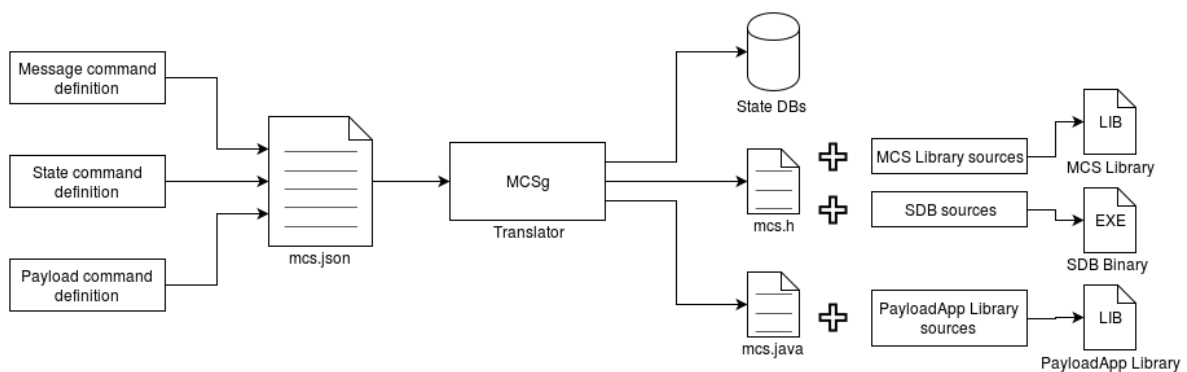 Message command
definition
State command
definition
Payload command
definition
mcs.json
MCSg
Translator
State DBs
mcs.h
mcs.java
MCS Library sources
SDB sources
PayloadApp Library
sources
LIB
MCS Library
EXE
SDB Binary
LIB
PayloadApp Library